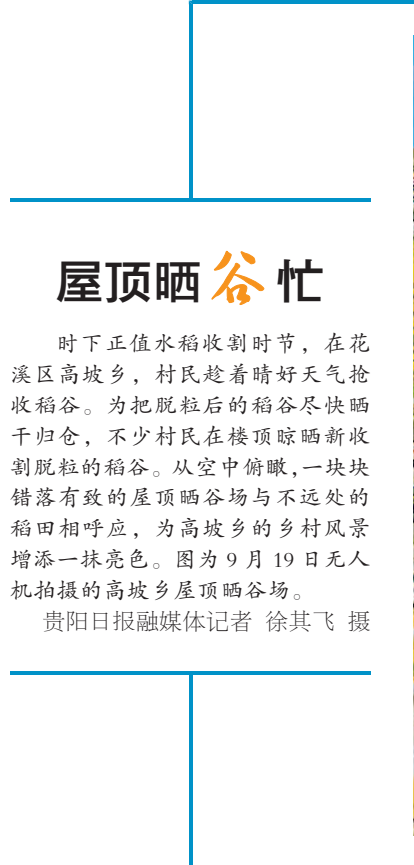 屋顶晒谷忙
时下正值水稻收割时节，在花
溪区高坡乡，村民趁着晴好天气抢
收稻谷。为把脱粒后的稻谷尽快晒
干归仓，不少村民在楼顶晾晒新收
割脱粒的稻谷。从空中俯瞰，一块块
错落有致的屋顶晒谷场与不远处的
稻田相呼应，为高坡乡的乡村风景
增添一抹亮色。图为 9 月 19 日无人
机拍摄的高坡乡屋顶晒谷场。
贵阳日报融媒体记者 徐其飞 摄